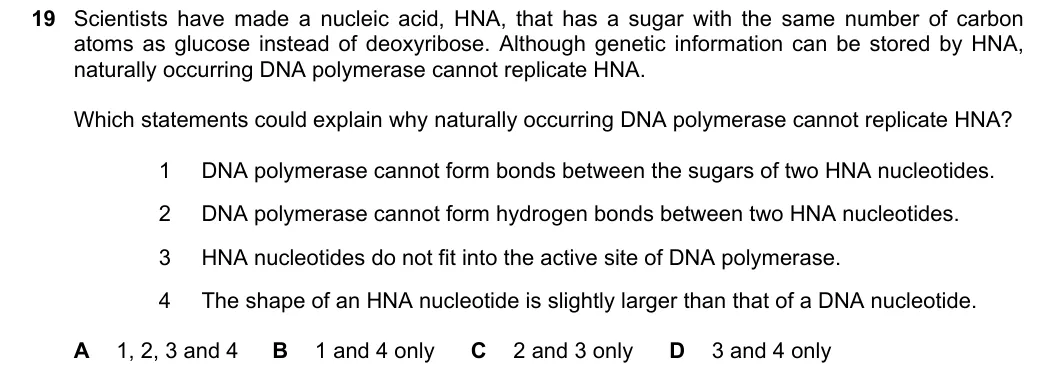 19 Scientists have made a nucleic acid, HNA, that has a sugar with the same number of carbon
atoms as glucose instead of deoxyribose. Although genetic information can be stored by HNA,
naturally occurring DNA polymerase cannot replicate HNA.
Which statements could explain why naturally occurring DNA polymerase cannot replicate HNA?
1 DNA polymerase cannot form bonds between the sugars of two HNA nucleotides.
2 DNA polymerase cannot form hydrogen bonds between two HNA nucleotides.
3 HNA nucleotides do not fit into the active site of DNA polymerase.
4 The shape of an HNA nucleotide is slightly larger than that of a DNA nucleotide.
A 1, 2, 3 and 4 B 1 and 4 only C 2 and 3 only D 3 and 4 only